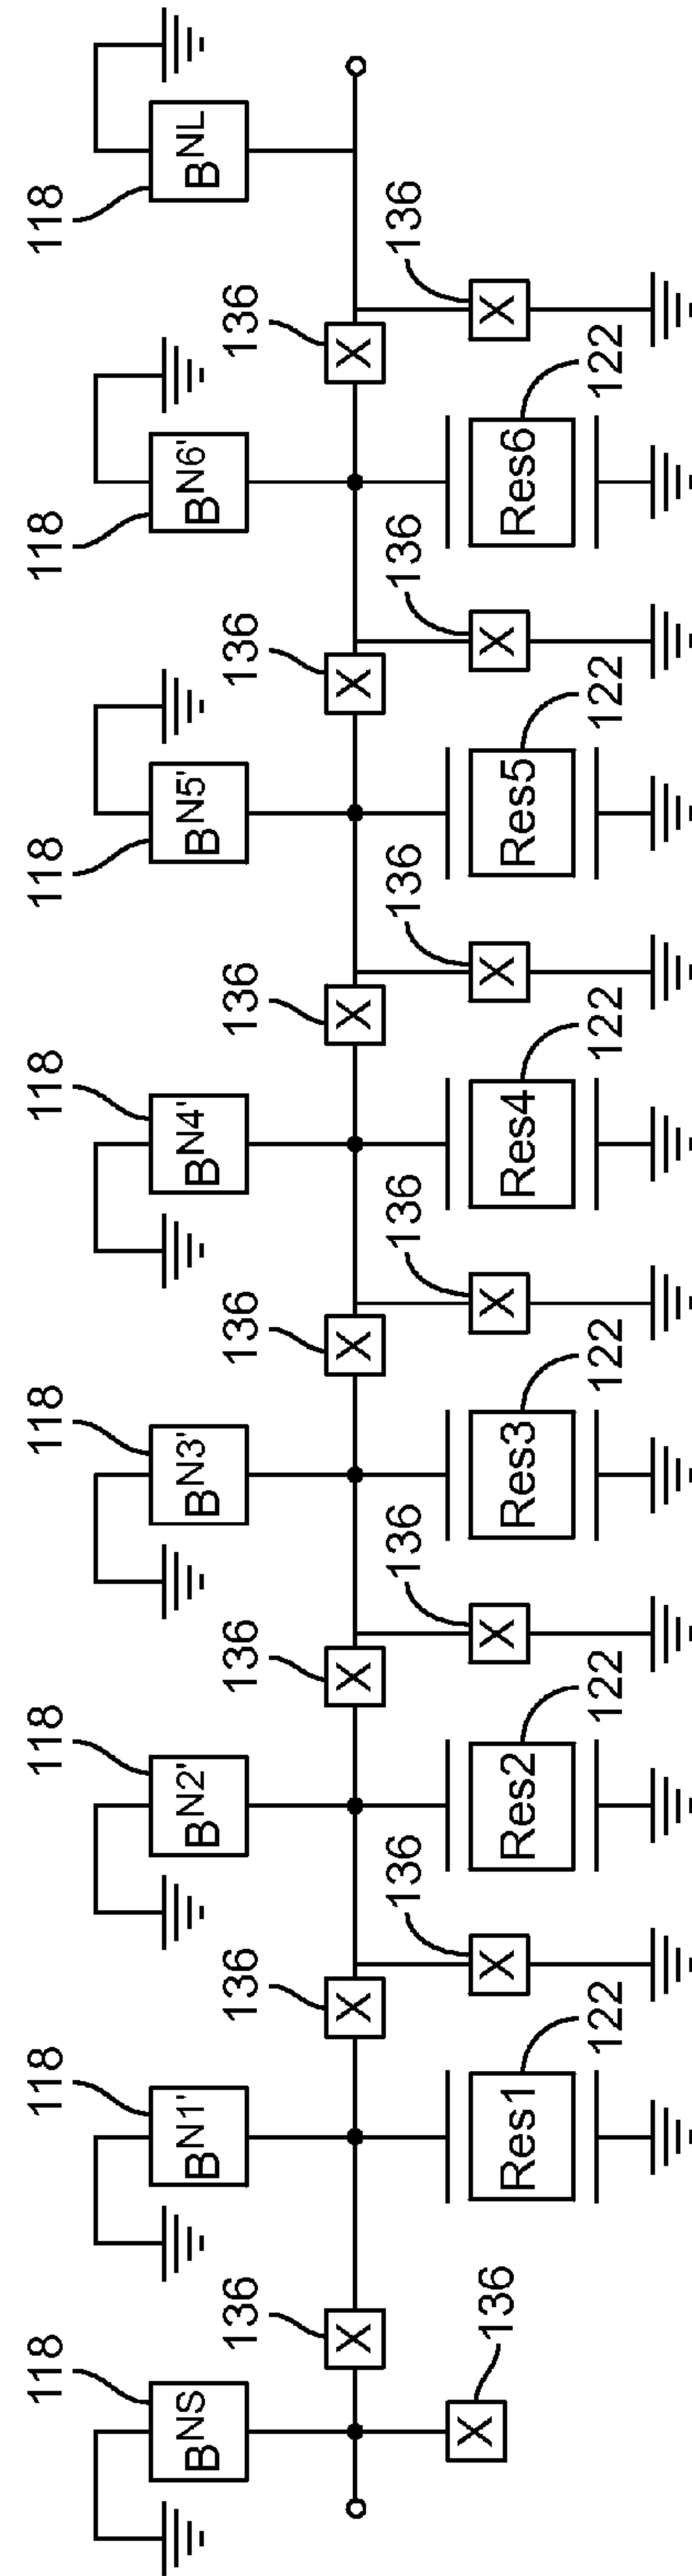 118 118 118 118 118 118 118 118
B^NS B^N1' B^N2' B^N3' B^N4' B^N5' B^N6' B^NL
136 136 136 136 136 136 136
X X X X X X X
136 136 136 136 136 136
X 136 X X X X X X
Res1 Res2 Res3 Res4 Res5 Res6
122 122 122 122 122 122